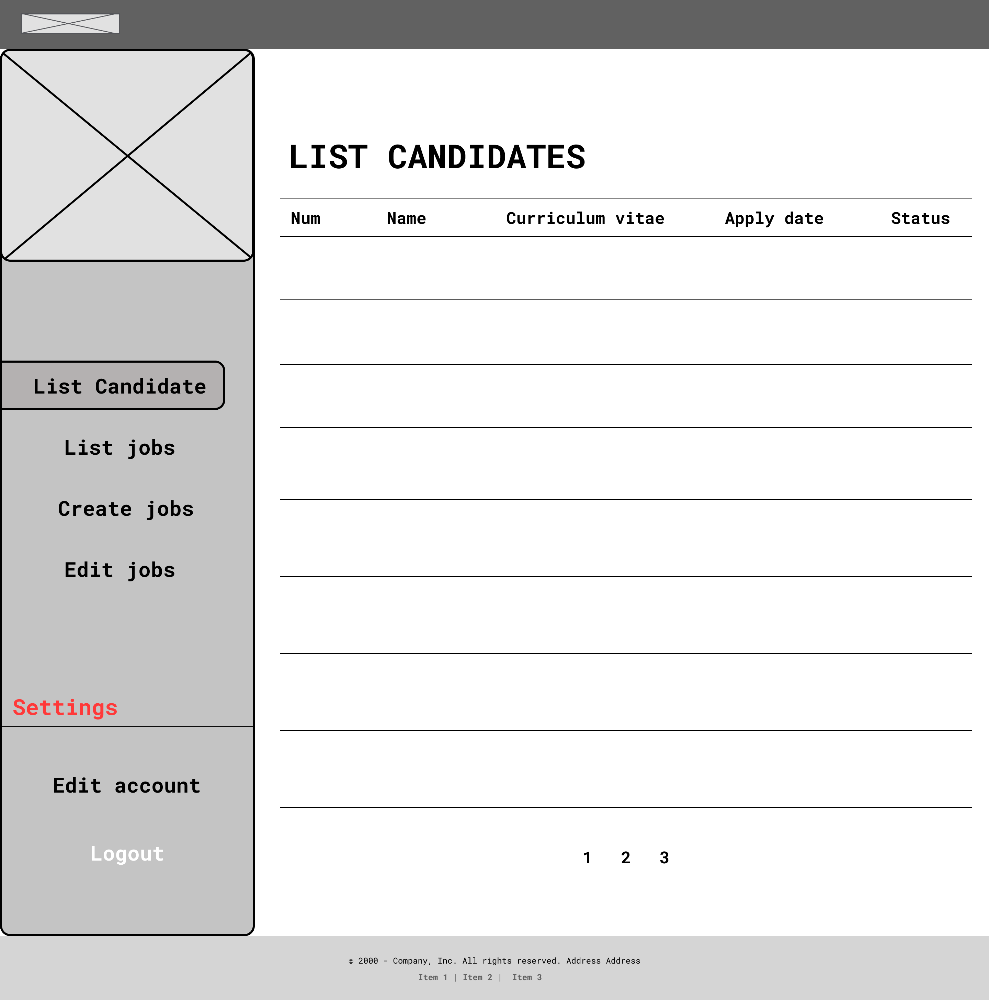 LIST CANDIDATES
Num Name Curriculum vitae Apply date Status
List Candidate
List jobs
Create jobs
Edit jobs
Settings
Edit account
Logout
1 2 3
© 2000 - Company, Inc. All rights reserved. Address Address
Item 1 | Item 2 | Item 3